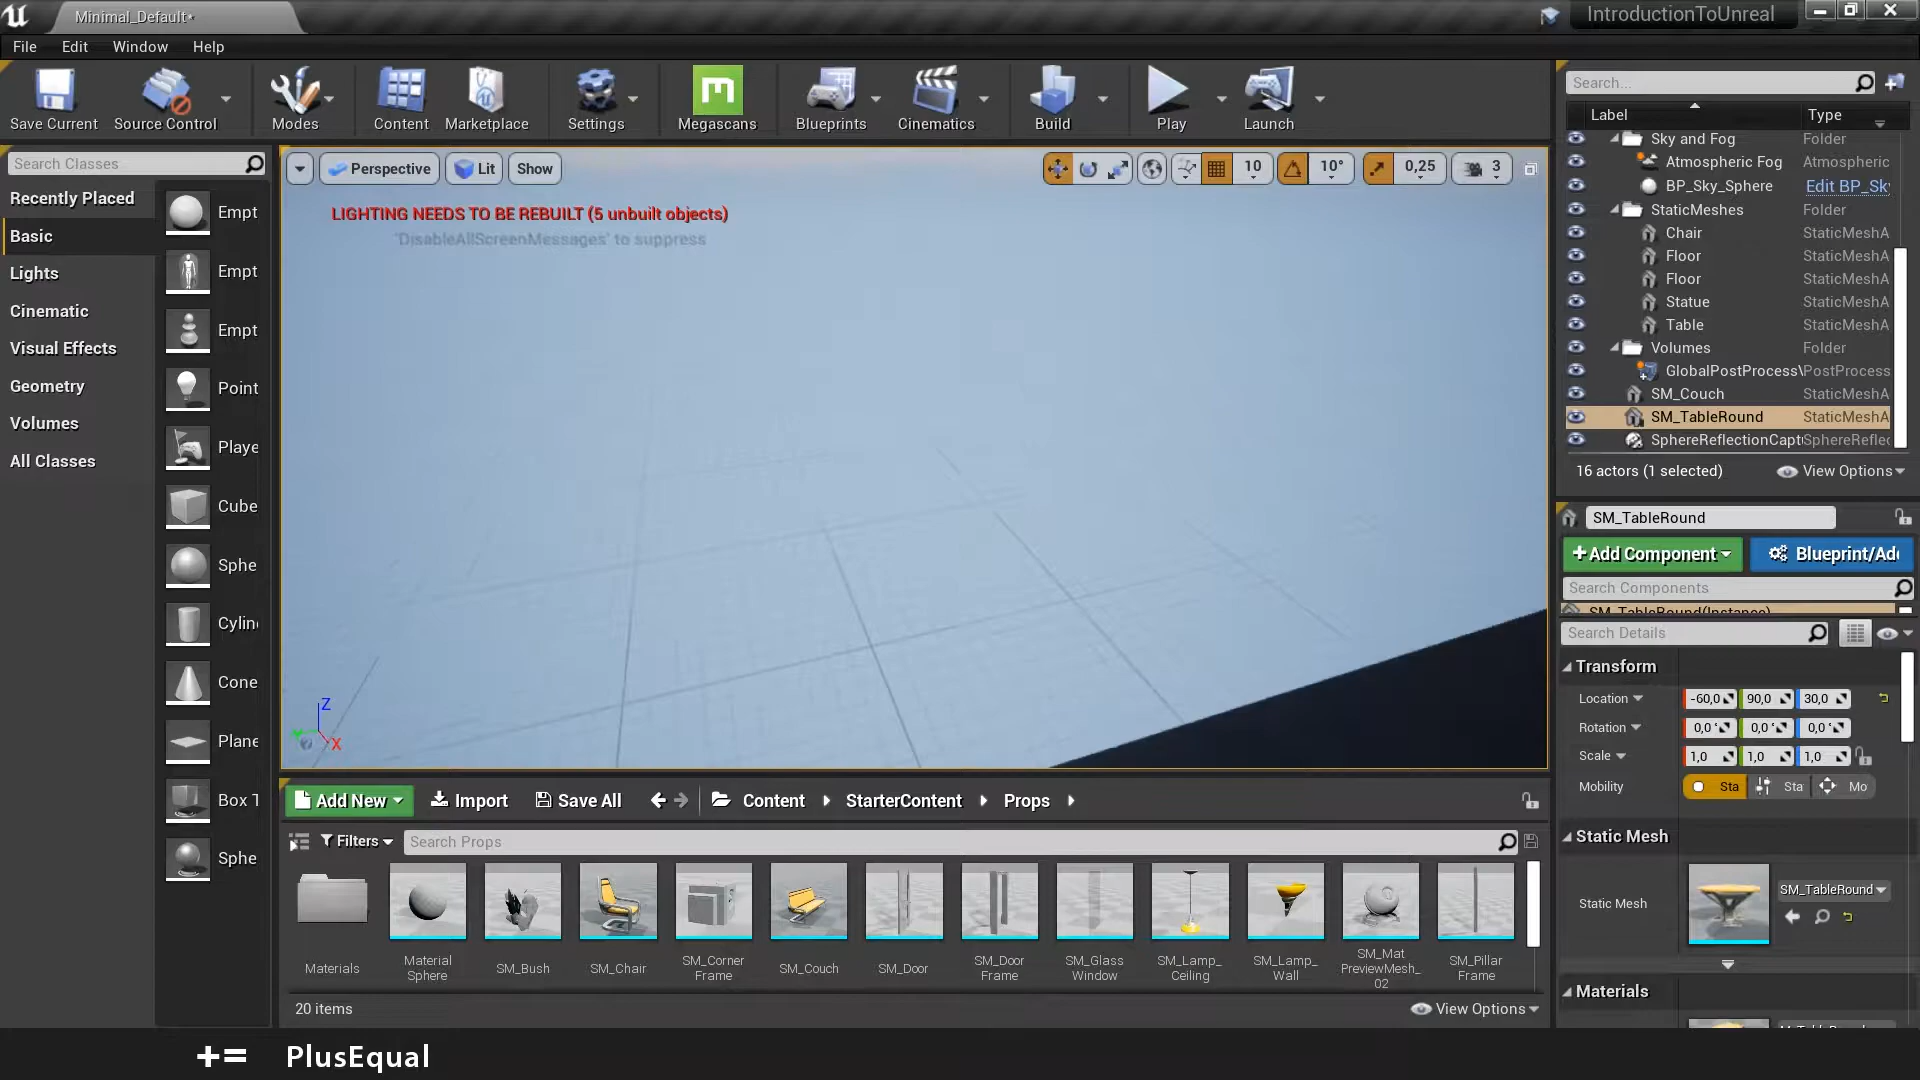 Minimal_Default•
IntroductionToUnreal
File Edit Window Help
Save Current
Source Control
Modes
Content
Marketplace
Settings
Megascans
Blueprints
Cinematics
Build
Play
Launch
Search Classes
Recently Placed
Basic
Lights
Cinematic
Visual Effects
Geometry
Volumes
All Classes
Empt
Empt
Empt
Point
Playe
Cube
Sphe
Cylin
Cone
Plane
Box T
Sphe
Perspective
Lit
Show
10
10°
0,25
3
LIGHTING NEEDS TO BE REBUILT (5 unbuilt objects)
'DisableAllScreenMessages' to suppress
Z
X
Search...
Label Type
Sky and Fog Folder
Atmospheric Fog Atmospheric
BP_Sky_Sphere Edit BP_Sk
StaticMeshes Folder
Chair StaticMeshA
Floor StaticMeshA
Floor StaticMeshA
Statue StaticMeshA
Table StaticMeshA
Volumes Folder
GlobalPostProcess PostProcess
SM_Couch StaticMeshA
SM_TableRound StaticMeshA
SphereReflectionCapt SphereReflec
16 actors (1 selected)
View Options
SM_TableRound
+Add Component
Blueprint/Add
Search Components
SM_TableRound(Instance)
Search Details
Transform
Location -60,0 90,0 30,0
Rotation 0,0 ° 0,0 ° 0,0 °
Scale 1,0 1,0 1,0
Mobility Sta Sta Mo
Static Mesh
Static Mesh
SM_TableRound
Materials
Add New
Import
Save All
Content
StarterContent
Props
Filters
Search Props
Materials
Material
Sphere
SM_Bush
SM_Chair
SM_Corner
Frame
SM_Couch
SM_Door
SM_Door
Frame
SM_Glass
Window
SM_Lamp_
Ceiling
SM_Lamp_
Wall
SM_Mat
PreviewMesh_
02
SM_Pillar
Frame
20 items
View Options
+= PlusEqual